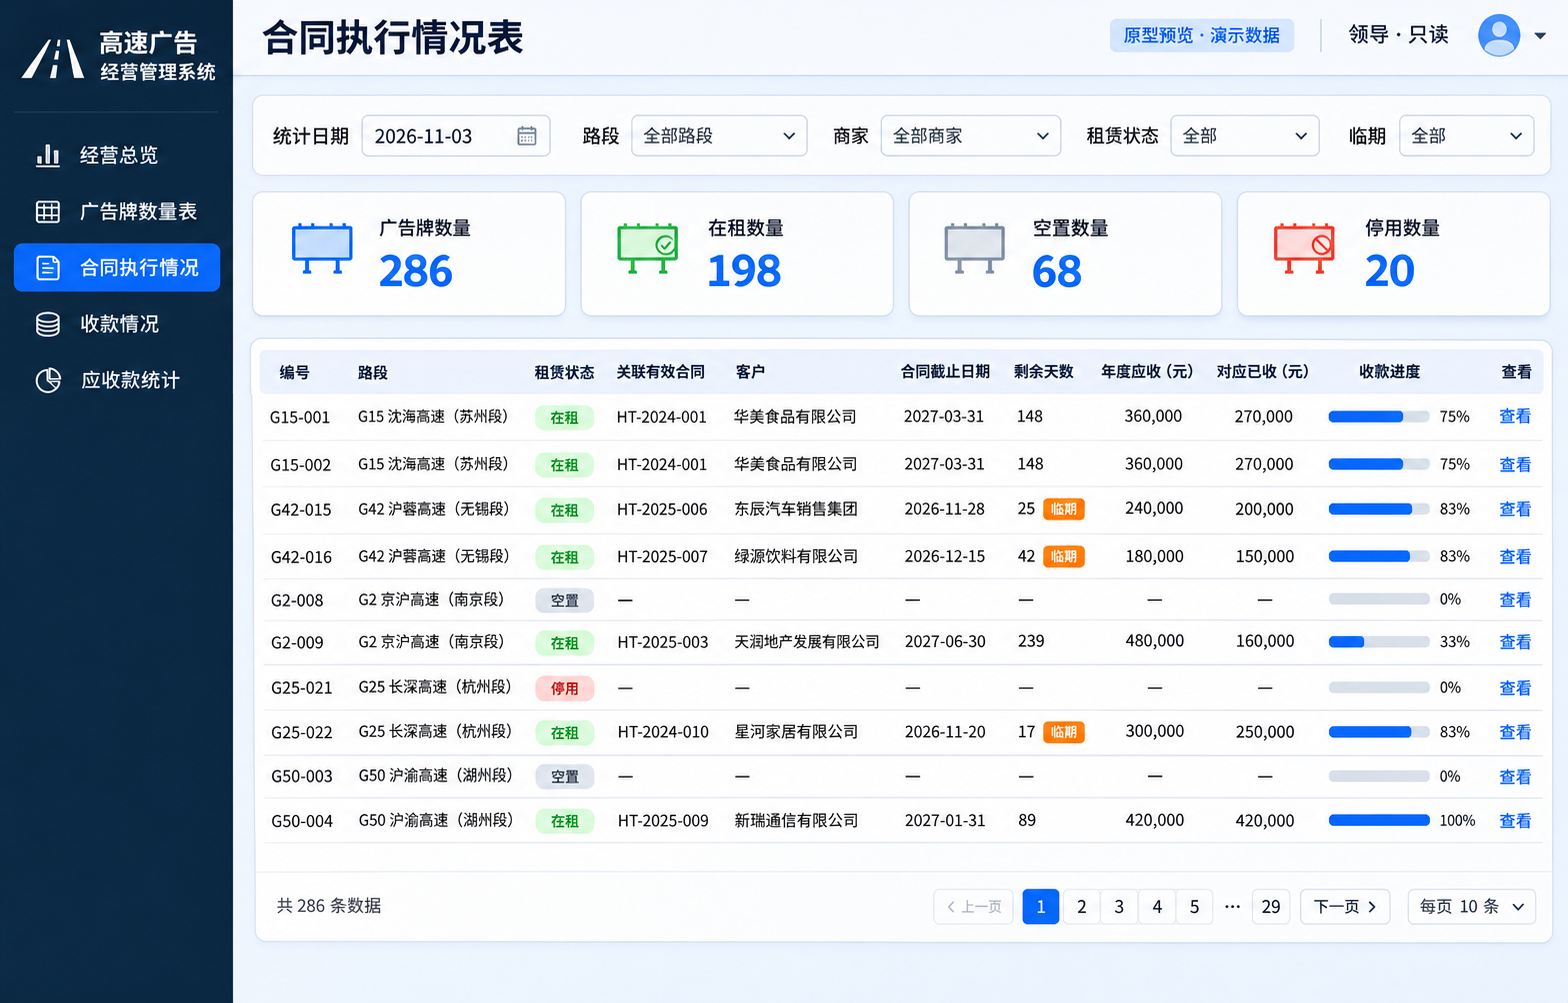 高速广告
经营管理系统
经营总览
广告牌数量表
合同执行情况
收款情况
应收款统计
合同执行情况表
原型预览 · 演示数据
领导 · 只读
统计日期 2026-11-03 路段 全部路段 商家 全部商家 租赁状态 全部 临期 全部
广告牌数量
286
在租数量
198
空置数量
68
停用数量
20
编号 路段 租赁状态 关联有效合同 客户 合同截止日期 剩余天数 年度应收（元） 对应已收（元） 收款进度 查看
G15-001 G15 沈海高速（苏州段） 在租 HT-2024-001 华美食品有限公司 2027-03-31 148 360,000 270,000 75% 查看
G15-002 G15 沈海高速（苏州段） 在租 HT-2024-001 华美食品有限公司 2027-03-31 148 360,000 270,000 75% 查看
G42-015 G42 沪蓉高速（无锡段） 在租 HT-2025-006 东辰汽车销售集团 2026-11-28 25 临期 240,000 200,000 83% 查看
G42-016 G42 沪蓉高速（无锡段） 在租 HT-2025-007 绿源饮料有限公司 2026-12-15 42 临期 180,000 150,000 83% 查看
G2-008 G2 京沪高速（南京段） 空置 — — — — — — 0% 查看
G2-009 G2 京沪高速（南京段） 在租 HT-2025-003 天润地产发展有限公司 2027-06-30 239 480,000 160,000 33% 查看
G25-021 G25 长深高速（杭州段） 停用 — — — — — — 0% 查看
G25-022 G25 长深高速（杭州段） 在租 HT-2024-010 星河家居有限公司 2026-11-20 17 临期 300,000 250,000 83% 查看
G50-003 G50 沪渝高速（湖州段） 空置 — — — — — — 0% 查看
G50-004 G50 沪渝高速（湖州段） 在租 HT-2025-009 新瑞通信有限公司 2027-01-31 89 420,000 420,000 100% 查看
共 286 条数据 上一页 1 2 3 4 5 ··· 29 下一页 每页 10 条